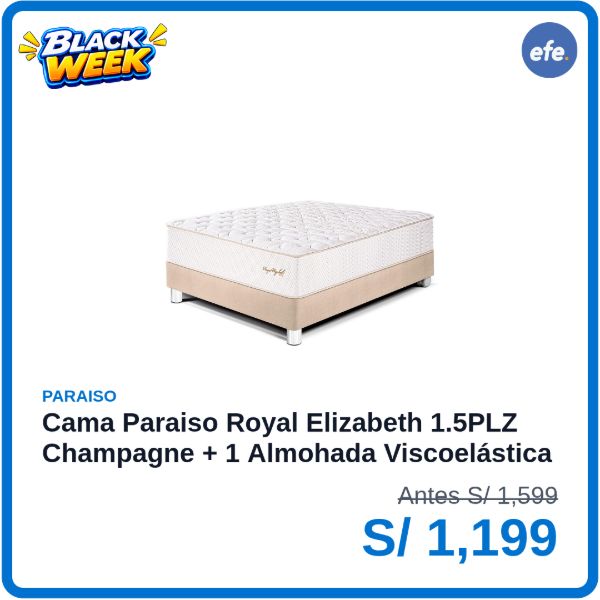 BLACK
WEEK
efe.
PARAISO
Cama Paraiso Royal Elizabeth 1.5PLZ
Champagne + 1 Almohada Viscoelástica
Antes S/ 1,599
S/ 1,199